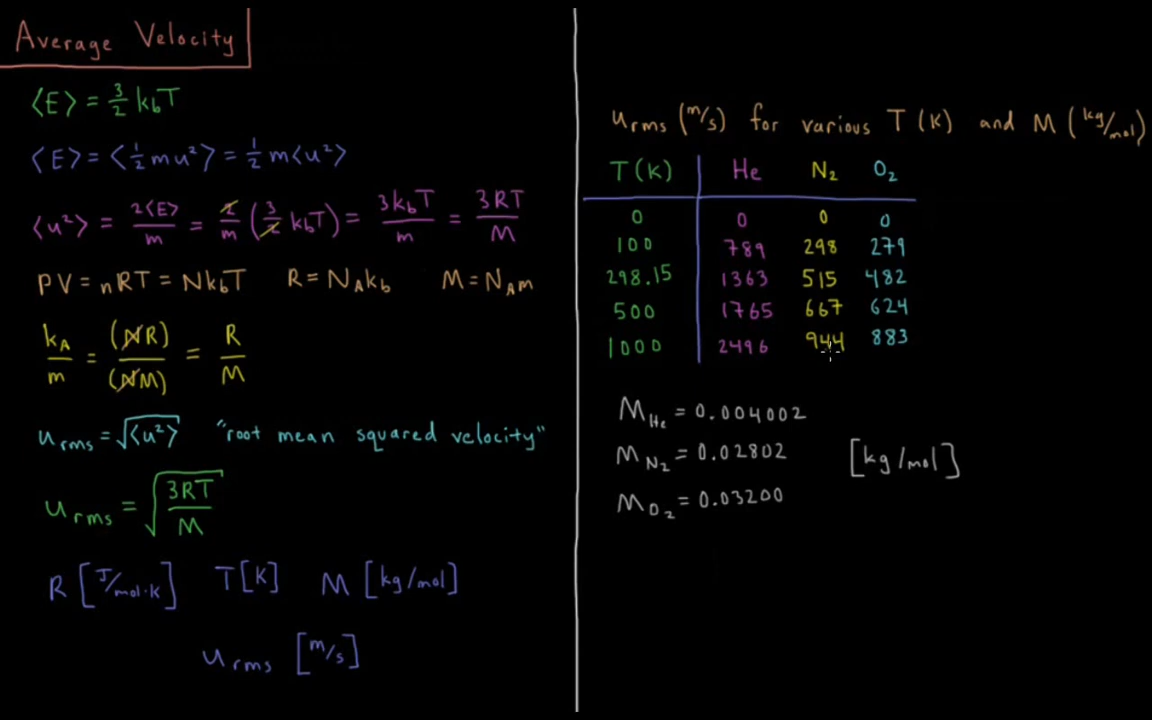 Average Velocity
⟨E⟩ = 3/2 kbT
⟨E⟩ = ⟨1/2 mu²⟩ = 1/2 m⟨u²⟩
⟨u²⟩ = 2⟨E⟩/m = 2/m (3/2 kbT) = 3kbT/m = 3RT/M
PV = nRT = NkbT R = NAkb M = NAm
kA/m = (NR)/(NM) = R/M
urms = √⟨u²⟩ "root mean squared velocity"
urms = √(3RT/M)
R [J/mol·K] T[K] M [kg/mol]
urms [m/s]
urms (m/s) for various T (K) and M (kg/mol)
T(K) He N₂ O₂
0 0 0 0
100 789 298 279
298.15 1363 515 482
500 1765 667 624
1000 2496 944 883
MHe = 0.004002
MN₂ = 0.02802 [kg/mol]
MO₂ = 0.03200